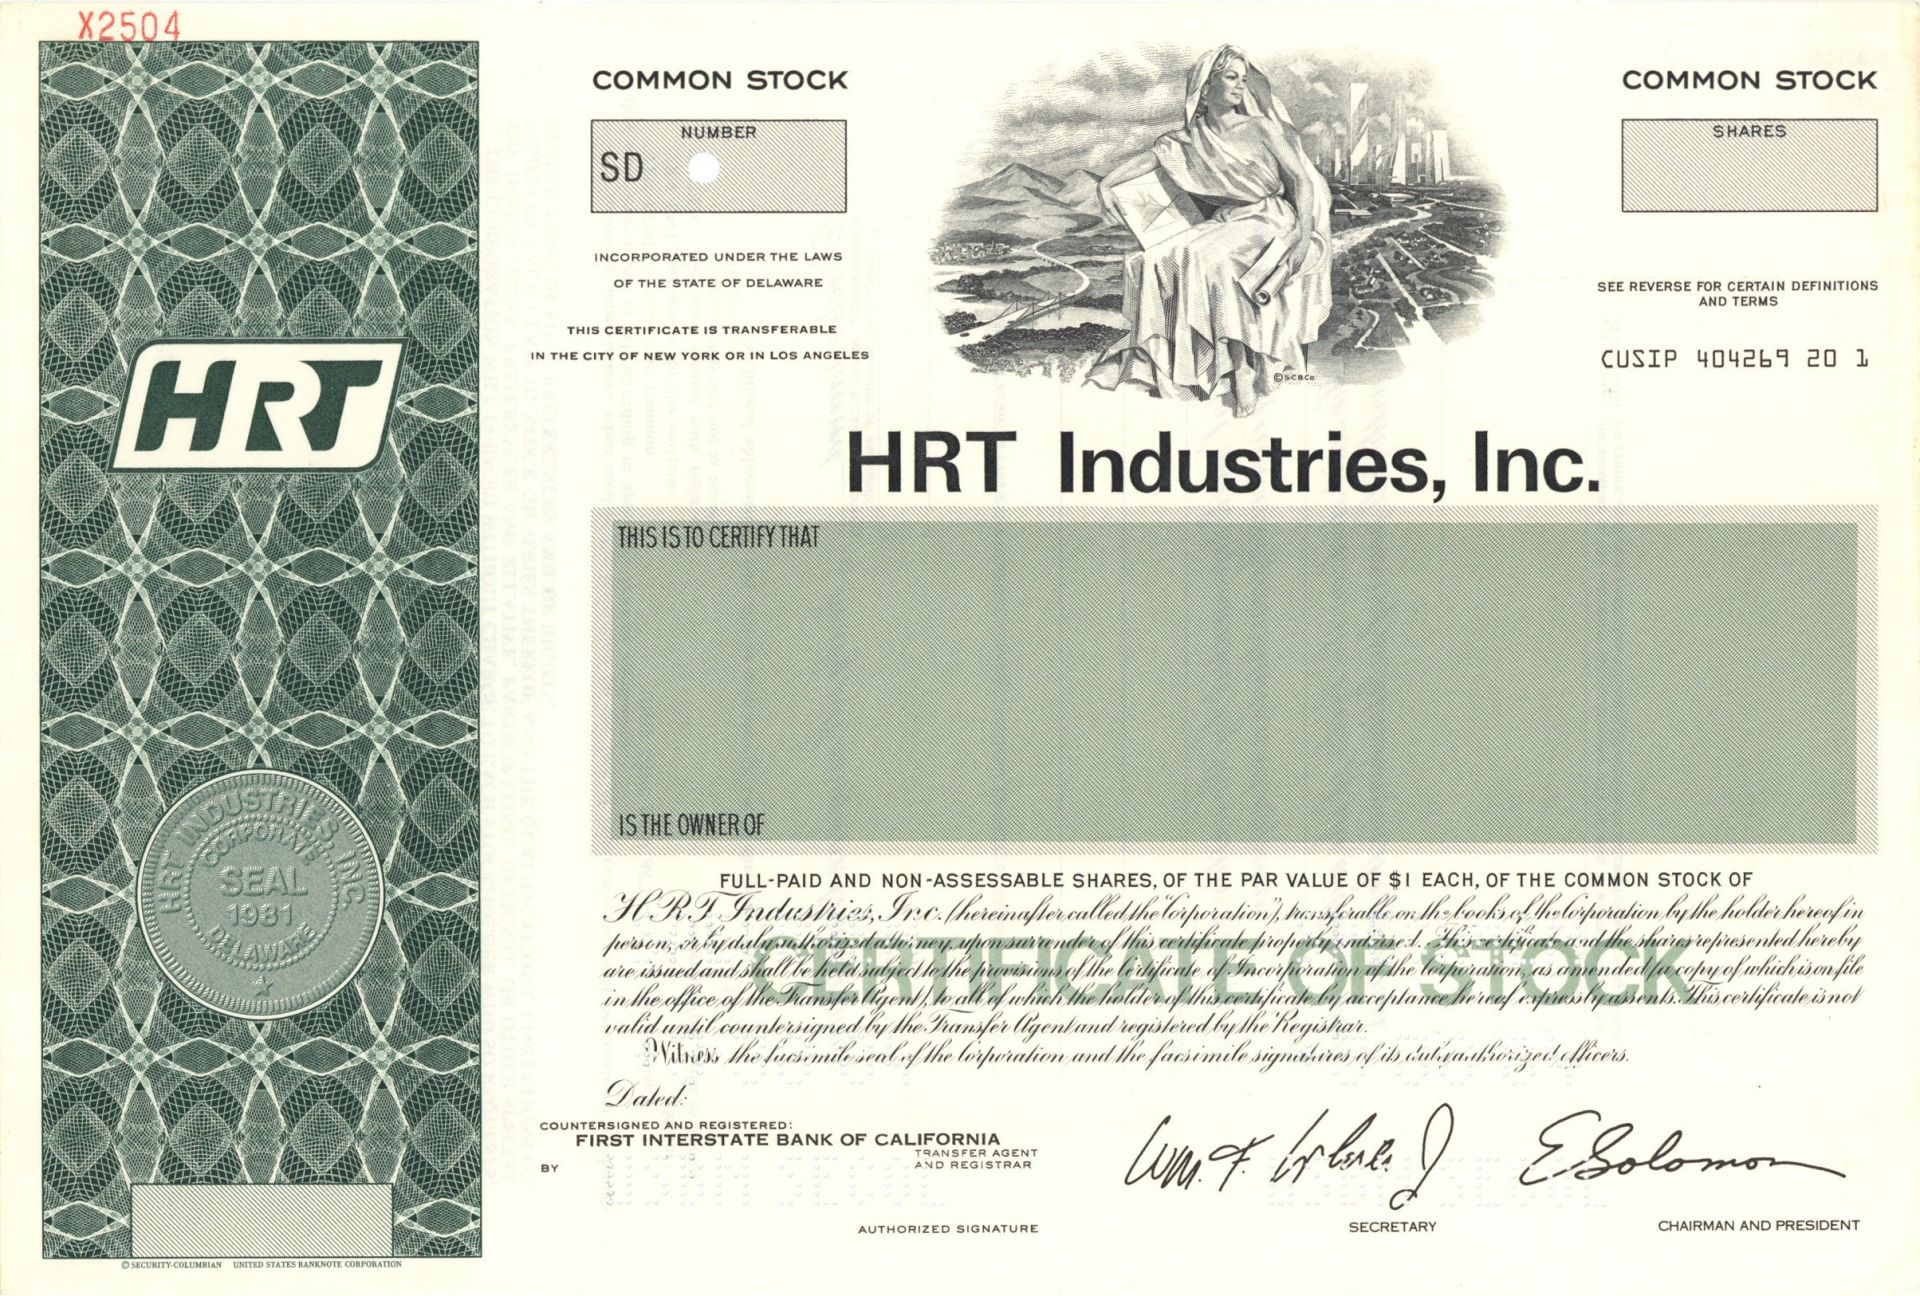 X2504
COMMON STOCK
NUMBER
SD
INCORPORATED UNDER THE LAWS
OF THE STATE OF DELAWARE
THIS CERTIFICATE IS TRANSFERABLE
IN THE CITY OF NEW YORK OR IN LOS ANGELES
© S-C.B.Co.
COMMON STOCK
SHARES
SEE REVERSE FOR CERTAIN DEFINITIONS
AND TERMS
CUSIP 404269 20 1
HRT
HRT Industries, Inc.
THIS IS TO CERTIFY THAT
IS THE OWNER OF
FULL-PAID AND NON-ASSESSABLE SHARES, OF THE PAR VALUE OF $1 EACH, OF THE COMMON STOCK OF
HRT Industries, Inc. (hereinafter called the "Corporation"), transferable on the books of the Corporation by the holder hereof in
person, or by duly authorized attorney, upon surrender of this certificate properly endorsed. This certificate and the shares represented hereby
are issued and shall be held subject to the provisions of the Certificate of Incorporation of the Corporation, as amended (a copy of which is on file
in the office of the Transfer Agent), to all of which the holder of this certificate by acceptance hereof expressly assents. This certificate is not
valid until countersigned by the Transfer Agent and registered by the Registrar.
CERTIFICATE OF STOCK
Witness the facsimile seal of the Corporation and the facsimile signatures of its duly authorized officers.
Dated:
HRT INDUSTRIES, INC.
CORPORATE
SEAL
1981
DELAWARE
COUNTERSIGNED AND REGISTERED:
FIRST INTERSTATE BANK OF CALIFORNIA
TRANSFER AGENT
AND REGISTRAR
BY
AUTHORIZED SIGNATURE
Wm. F.
SECRETARY
E Solomon
CHAIRMAN AND PRESIDENT
© SECURITY-COLUMBIAN UNITED STATES BANKNOTE CORPORATION